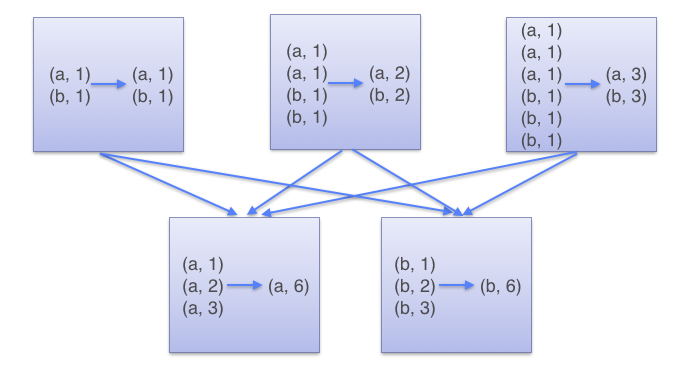 (a, 1) (a, 1)
(b, 1) (b, 1)
(a, 1)
(a, 1) (a, 2)
(b, 1) (b, 2)
(b, 1)
(a, 1)
(a, 1)
(a, 1) (a, 3)
(b, 1) (b, 3)
(b, 1)
(b, 1)
(a, 1)
(a, 2) (a, 6)
(a, 3)
(b, 1)
(b, 2) (b, 6)
(b, 3)